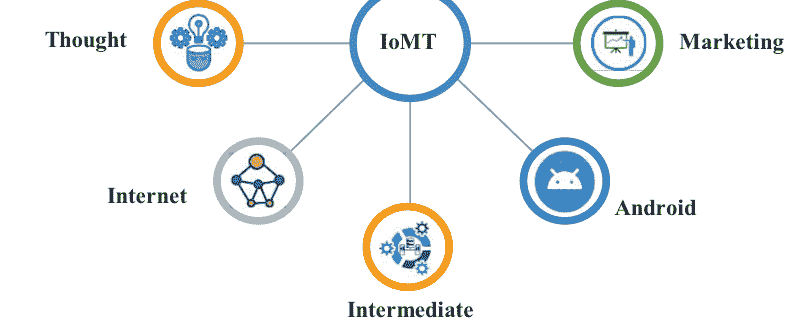 Thought
IoMT
Marketing
Internet
Android
Intermediate